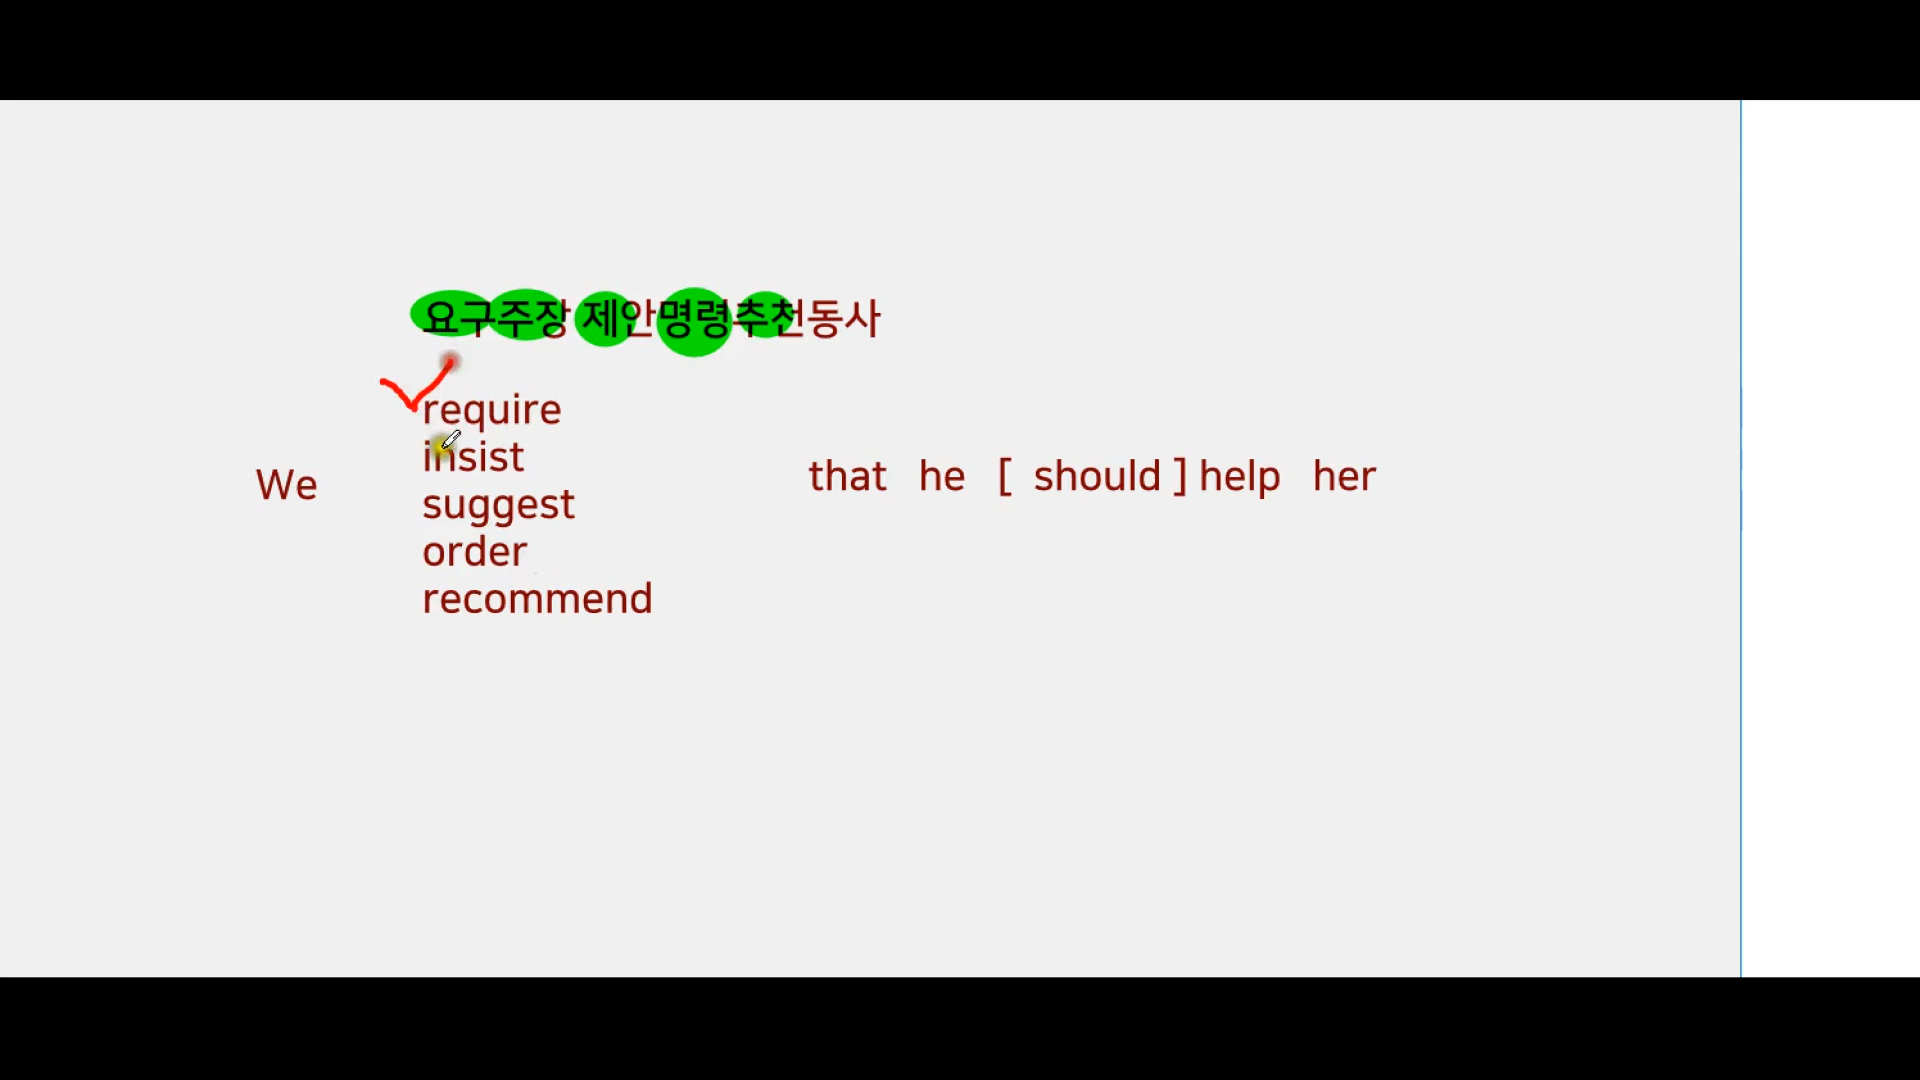 요구주장 제안명령추천동사
require
insist
suggest
order
recommend
We
that he [ should ] help her